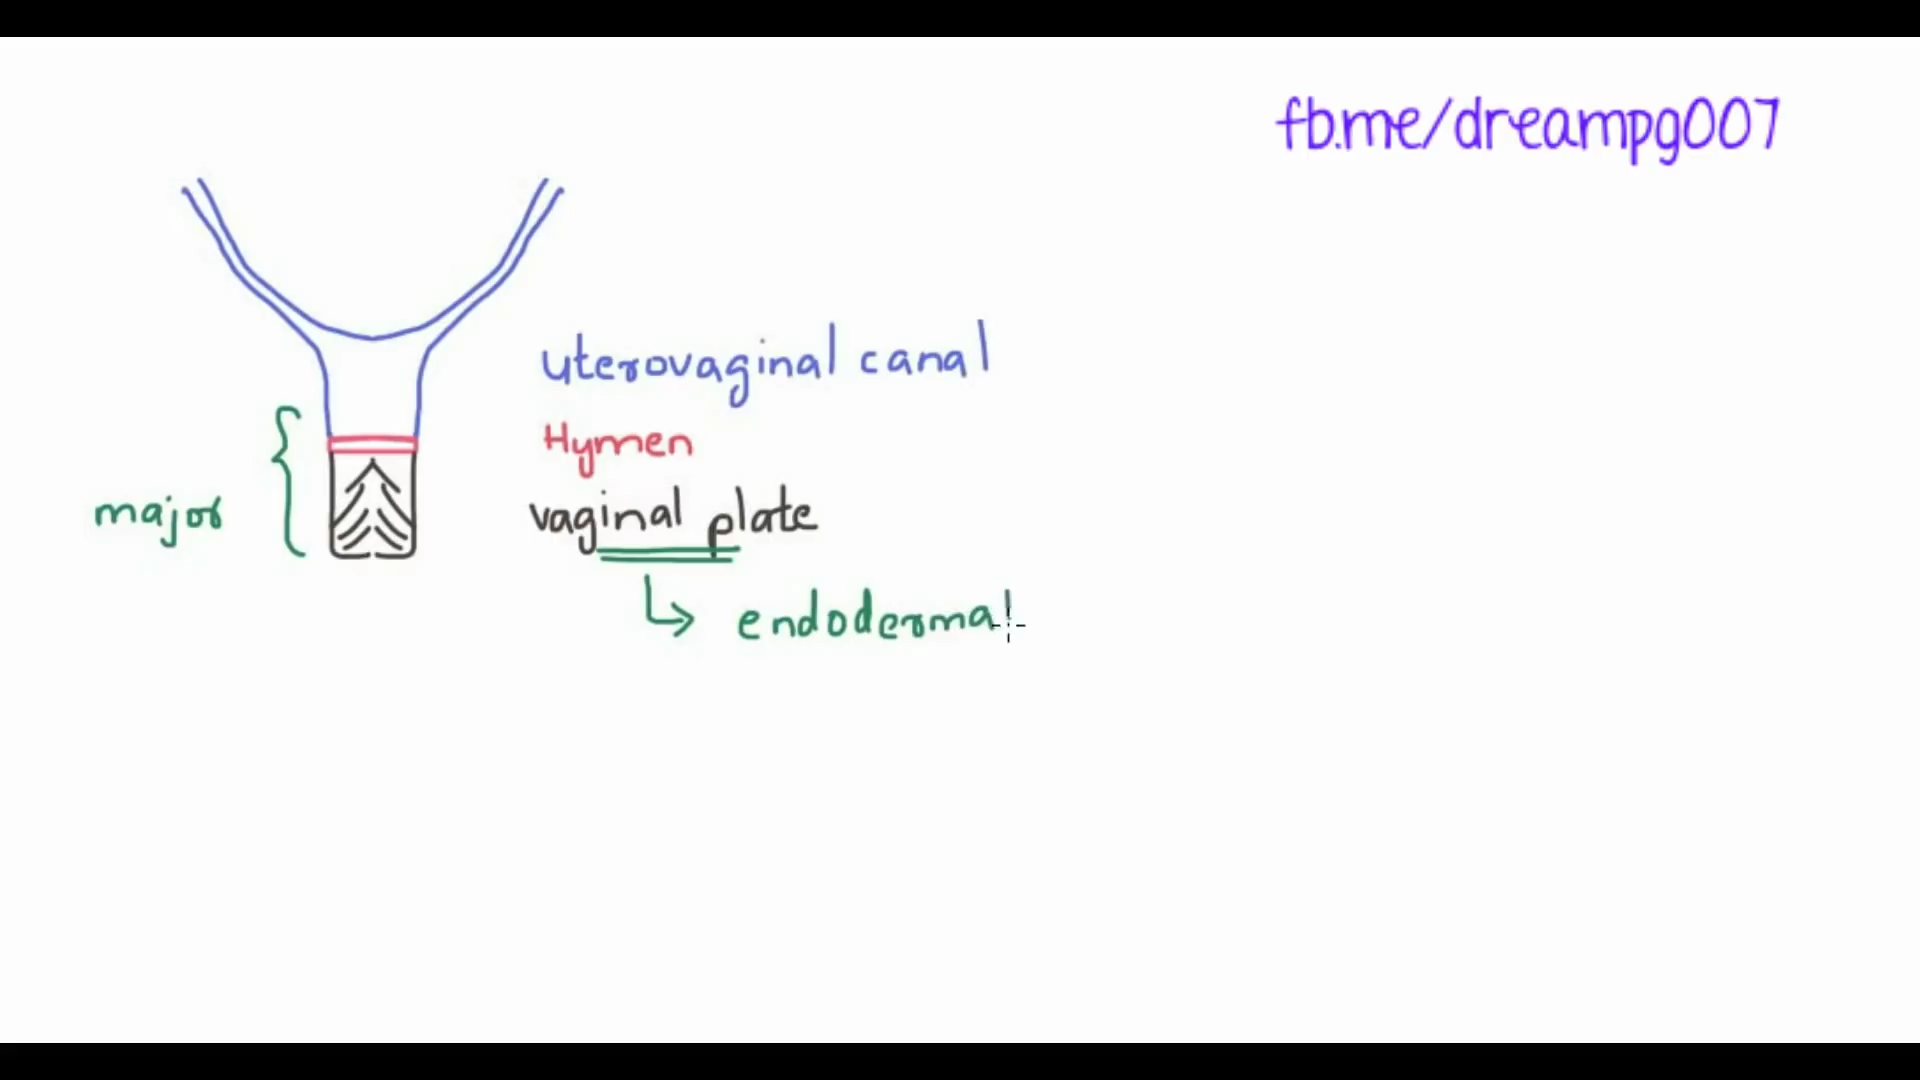 fb.me/dreampg007
uterovaginal canal
Hymen
major
vaginal plate
endodermal